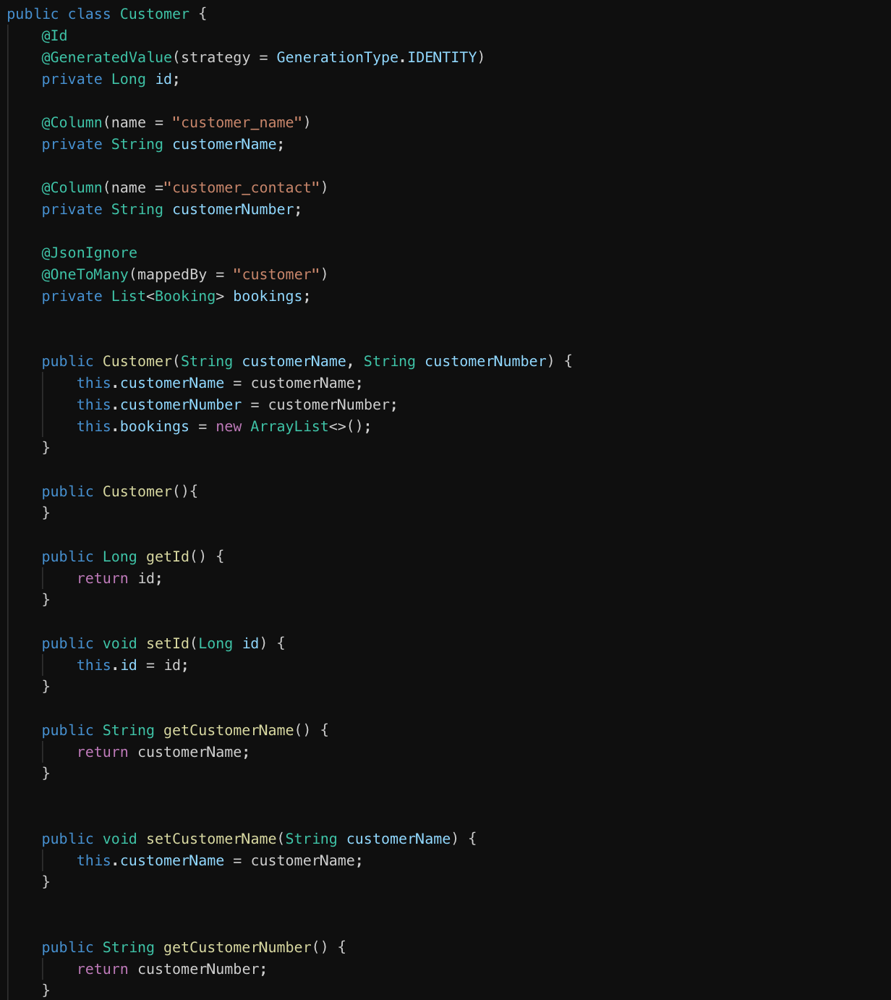 public class Customer {
    @Id
    @GeneratedValue(strategy = GenerationType.IDENTITY)
    private Long id;

    @Column(name = "customer_name")
    private String customerName;

    @Column(name ="customer_contact")
    private String customerNumber;

    @JsonIgnore
    @OneToMany(mappedBy = "customer")
    private List<Booking> bookings;


    public Customer(String customerName, String customerNumber) {
        this.customerName = customerName;
        this.customerNumber = customerNumber;
        this.bookings = new ArrayList<>();
    }

    public Customer(){
    }

    public Long getId() {
        return id;
    }

    public void setId(Long id) {
        this.id = id;
    }

    public String getCustomerName() {
        return customerName;
    }


    public void setCustomerName(String customerName) {
        this.customerName = customerName;
    }


    public String getCustomerNumber() {
        return customerNumber;
    }